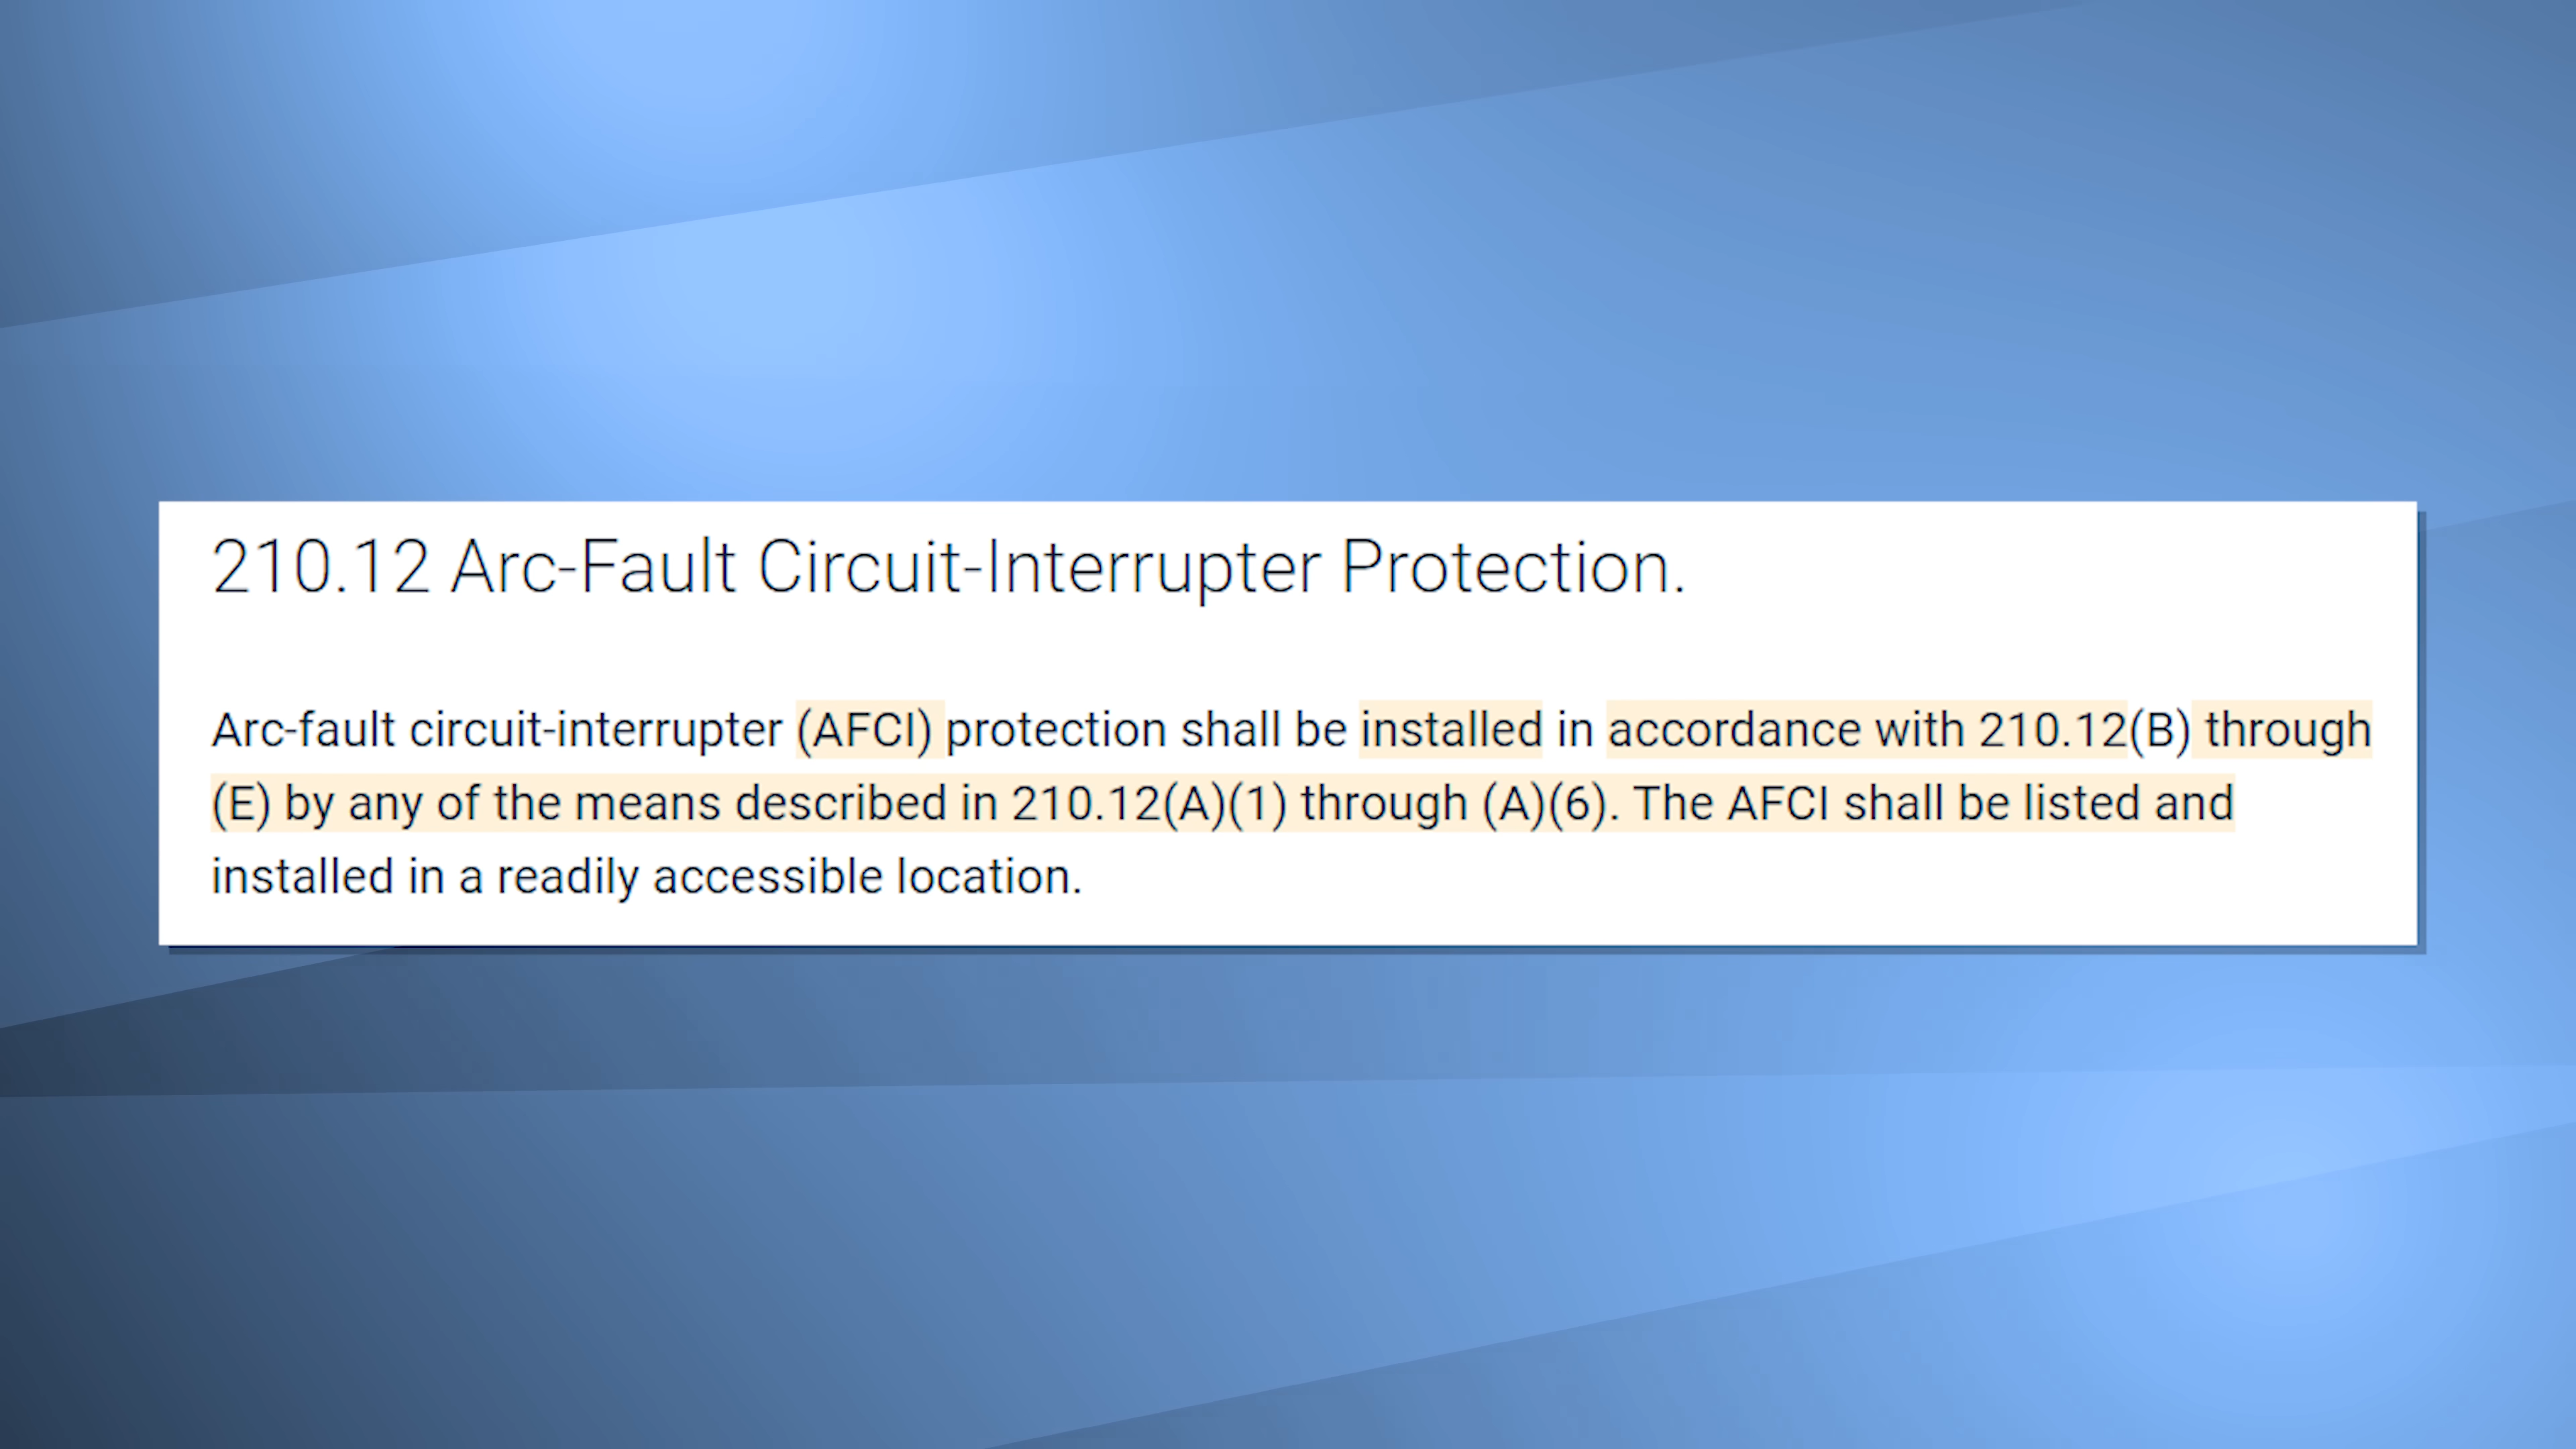 210.12 Arc-Fault Circuit-Interrupter Protection.
Arc-fault circuit-interrupter (AFCI) protection shall be installed in accordance with 210.12(B) through
(E) by any of the means described in 210.12(A)(1) through (A)(6). The AFCI shall be listed and
installed in a readily accessible location.